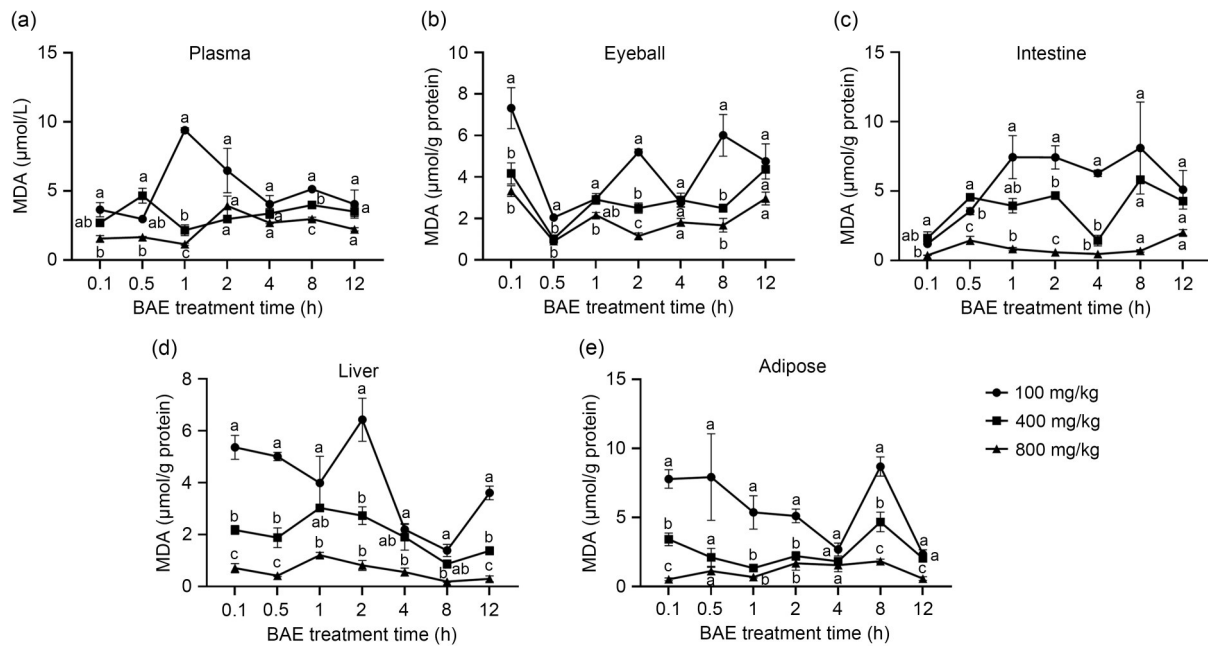 (a)
Plasma
MDA (μmol/L)
15
10
5
0
a
ab
b
a
ab
b
a
b
c
a
a
a
a
a
a
a
b
c
a
a
a
0.1 0.5 1 2 4 8 12
BAE treatment time (h)
(b)
Eyeball
MDA (μmol/g protein)
10
8
6
4
2
0
a
b
b
a
b
b
a
ab
b
a
b
c
a
a
a
a
b
b
a
a
a
0.1 0.5 1 2 4 8 12
BAE treatment time (h)
(c)
Intestine
MDA (μmol/g protein)
15
10
5
0
a
ab
b
a
b
c
a
ab
b
a
b
c
a
b
b
a
a
a
a
a
a
0.1 0.5 1 2 4 8 12
BAE treatment time (h)
(d)
Liver
MDA (μmol/g protein)
8
6
4
2
0
a
b
c
a
b
c
a
ab
b
a
b
b
a
ab
b
a
ab
b
a
b
c
0.1 0.5 1 2 4 8 12
BAE treatment time (h)
(e)
Adipose
MDA (μmol/g protein)
15
10
5
0
a
b
c
a
a
a
a
b
b
a
b
b
a
a
a
a
b
c
a
a
c
0.1 0.5 1 2 4 8 12
BAE treatment time (h)
100 mg/kg
400 mg/kg
800 mg/kg